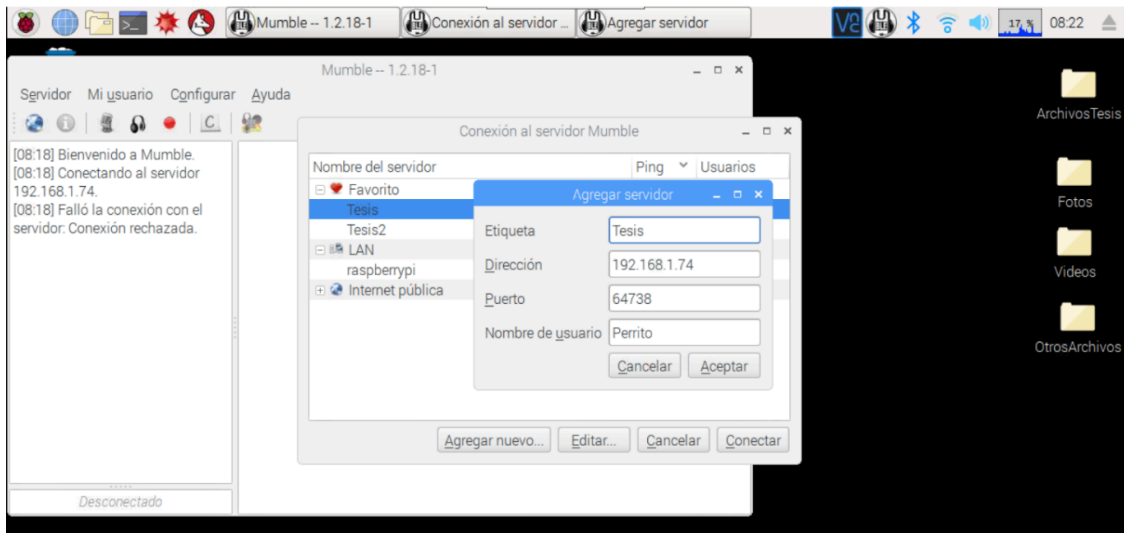 Mumble -- 1.2.18-1
Conexión al servidor ...
Agregar servidor
17 %
08:22
Mumble -- 1.2.18-1
Servidor Mi usuario Configurar Ayuda
[08:18] Bienvenido a Mumble.
[08:18] Conectando al servidor
192.168.1.74.
[08:18] Falló la conexión con el
servidor: Conexión rechazada.
Desconectado
Conexión al servidor Mumble
Nombre del servidor Ping Usuarios
Favorito
Tesis
Tesis2
LAN
raspberrypi
Internet pública
Agregar servidor
Etiqueta Tesis
Dirección 192.168.1.74
Puerto 64738
Nombre de usuario Perrito
Cancelar Aceptar
Agregar nuevo... Editar... Cancelar Conectar
ArchivosTesis
Fotos
Videos
OtrosArchivos